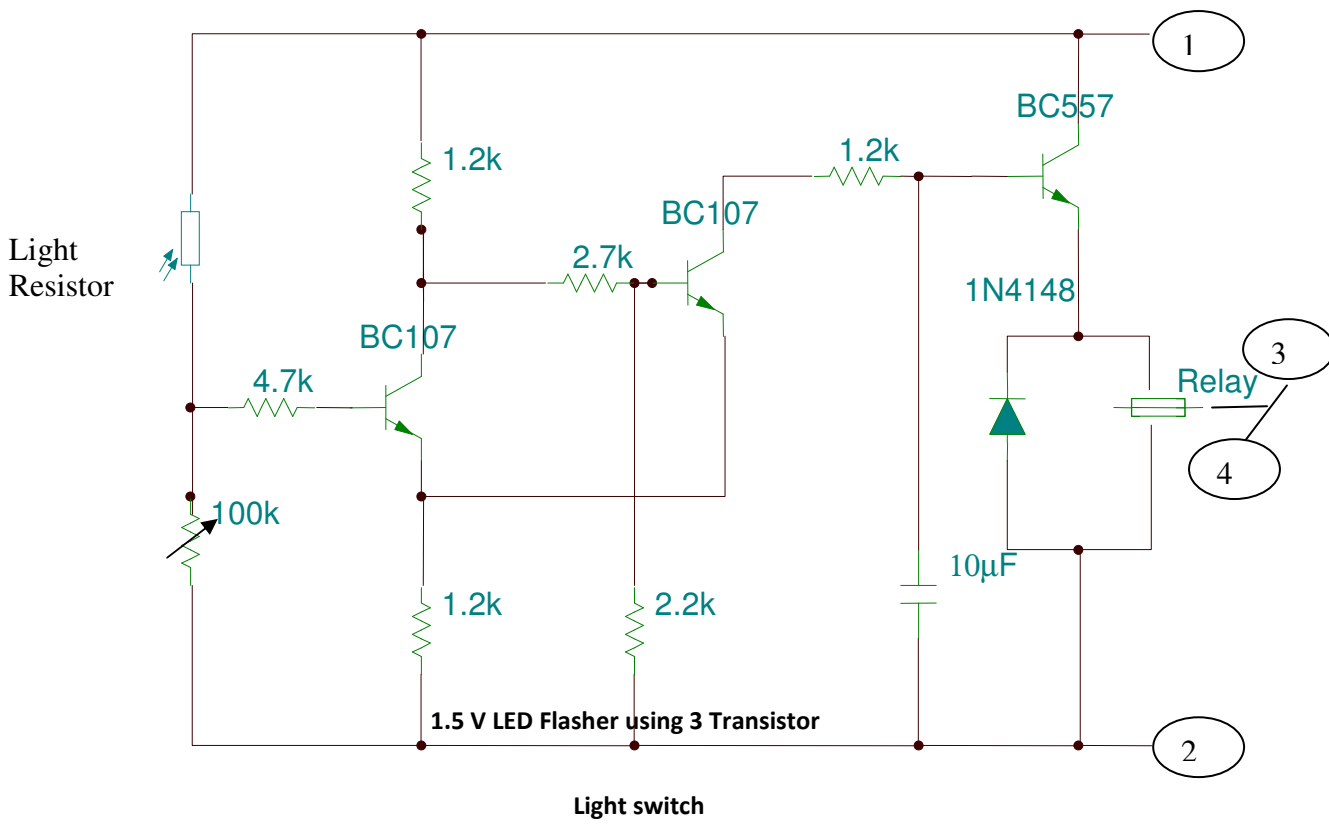 1
BC557
1.2k
1.2k
BC107
Light
Resistor
2.7k
1N4148
BC107
3
4.7k
Relay
4
100k
10µF
1.2k
2.2k
1.5 V LED Flasher using 3 Transistor
2
Light switch